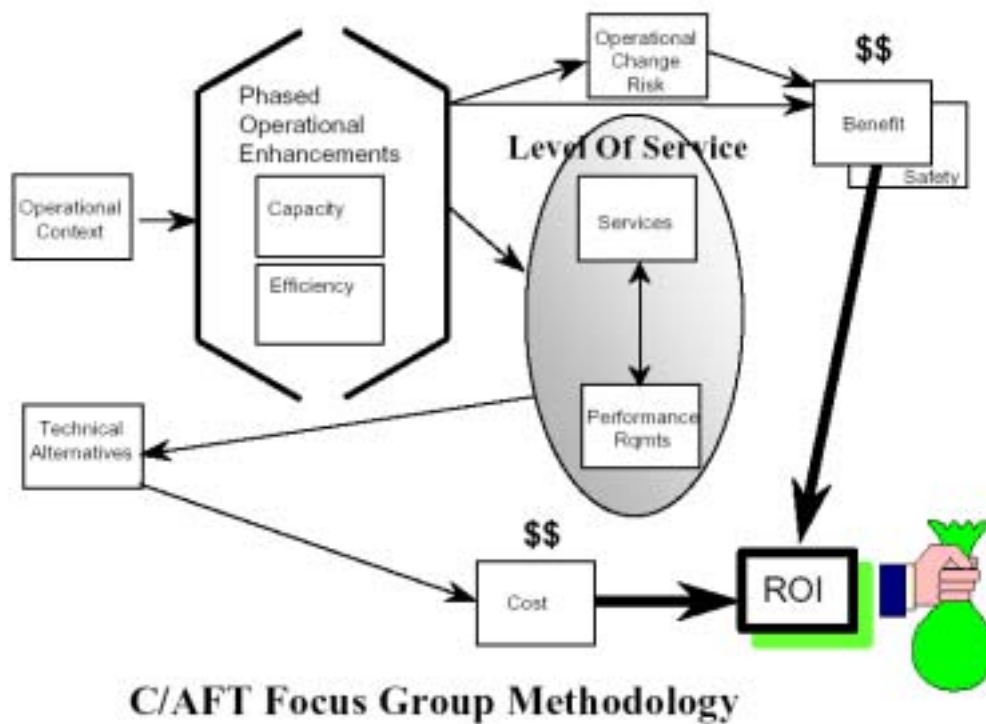 Operational
Change
Risk
$$
Phased
Operational
Enhancements
Benefit
Level Of Service
Safety
Operational
Context
Capacity
Services
Efficiency
Technical
Alternatives
Performance
Rqmts
$$
Cost
ROI
C/AFT Focus Group Methodology